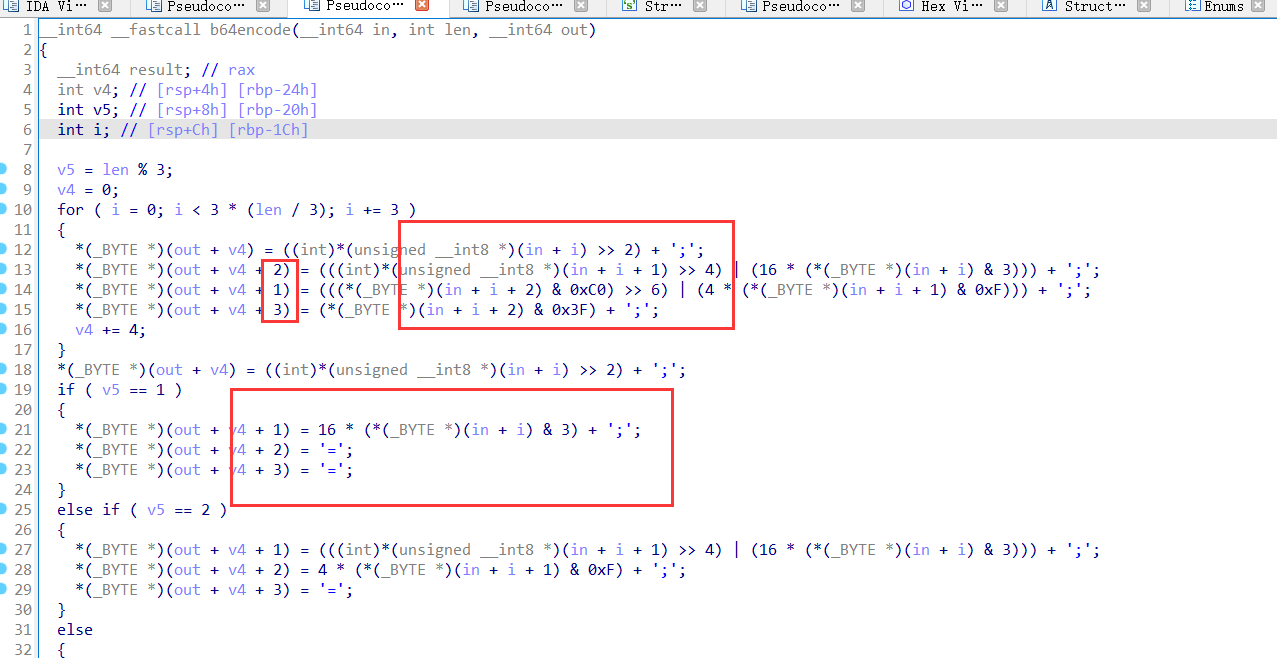 IDA Vi… Pseudoco… Pseudoco… Pseudoco… Str… Pseudoco… Hex Vi… Struct… Enums
1 __int64 __fastcall b64encode(__int64 in, int len, __int64 out)
2 {
3 __int64 result; // rax
4 int v4; // [rsp+4h] [rbp-24h]
5 int v5; // [rsp+8h] [rbp-20h]
6 int i; // [rsp+Ch] [rbp-1Ch]
7
8 v5 = len % 3;
9 v4 = 0;
10 for ( i = 0; i < 3 * (len / 3); i += 3 )
11 {
12 *(_BYTE *)(out + v4) = ((int)*(unsigned __int8 *)(in + i) >> 2) + ';';
13 *(_BYTE *)(out + v4 + 2) = (((int)*(unsigned __int8 *)(in + i + 1) >> 4) | (16 * (*(_BYTE *)(in + i) & 3))) + ';';
14 *(_BYTE *)(out + v4 + 1) = (((*(_BYTE *)(in + i + 2) & 0xC0) >> 6) | (4 * (*(_BYTE *)(in + i + 1) & 0xF))) + ';';
15 *(_BYTE *)(out + v4 + 3) = (*(_BYTE *)(in + i + 2) & 0x3F) + ';';
16 v4 += 4;
17 }
18 *(_BYTE *)(out + v4) = ((int)*(unsigned __int8 *)(in + i) >> 2) + ';';
19 if ( v5 == 1 )
20 {
21 *(_BYTE *)(out + v4 + 1) = 16 * (*(_BYTE *)(in + i) & 3) + ';';
22 *(_BYTE *)(out + v4 + 2) = '=';
23 *(_BYTE *)(out + v4 + 3) = '=';
24 }
25 else if ( v5 == 2 )
26 {
27 *(_BYTE *)(out + v4 + 1) = (((int)*(unsigned __int8 *)(in + i + 1) >> 4) | (16 * (*(_BYTE *)(in + i) & 3))) + ';';
28 *(_BYTE *)(out + v4 + 2) = 4 * (*(_BYTE *)(in + i + 1) & 0xF) + ';';
29 *(_BYTE *)(out + v4 + 3) = '=';
30 }
31 else
32 {